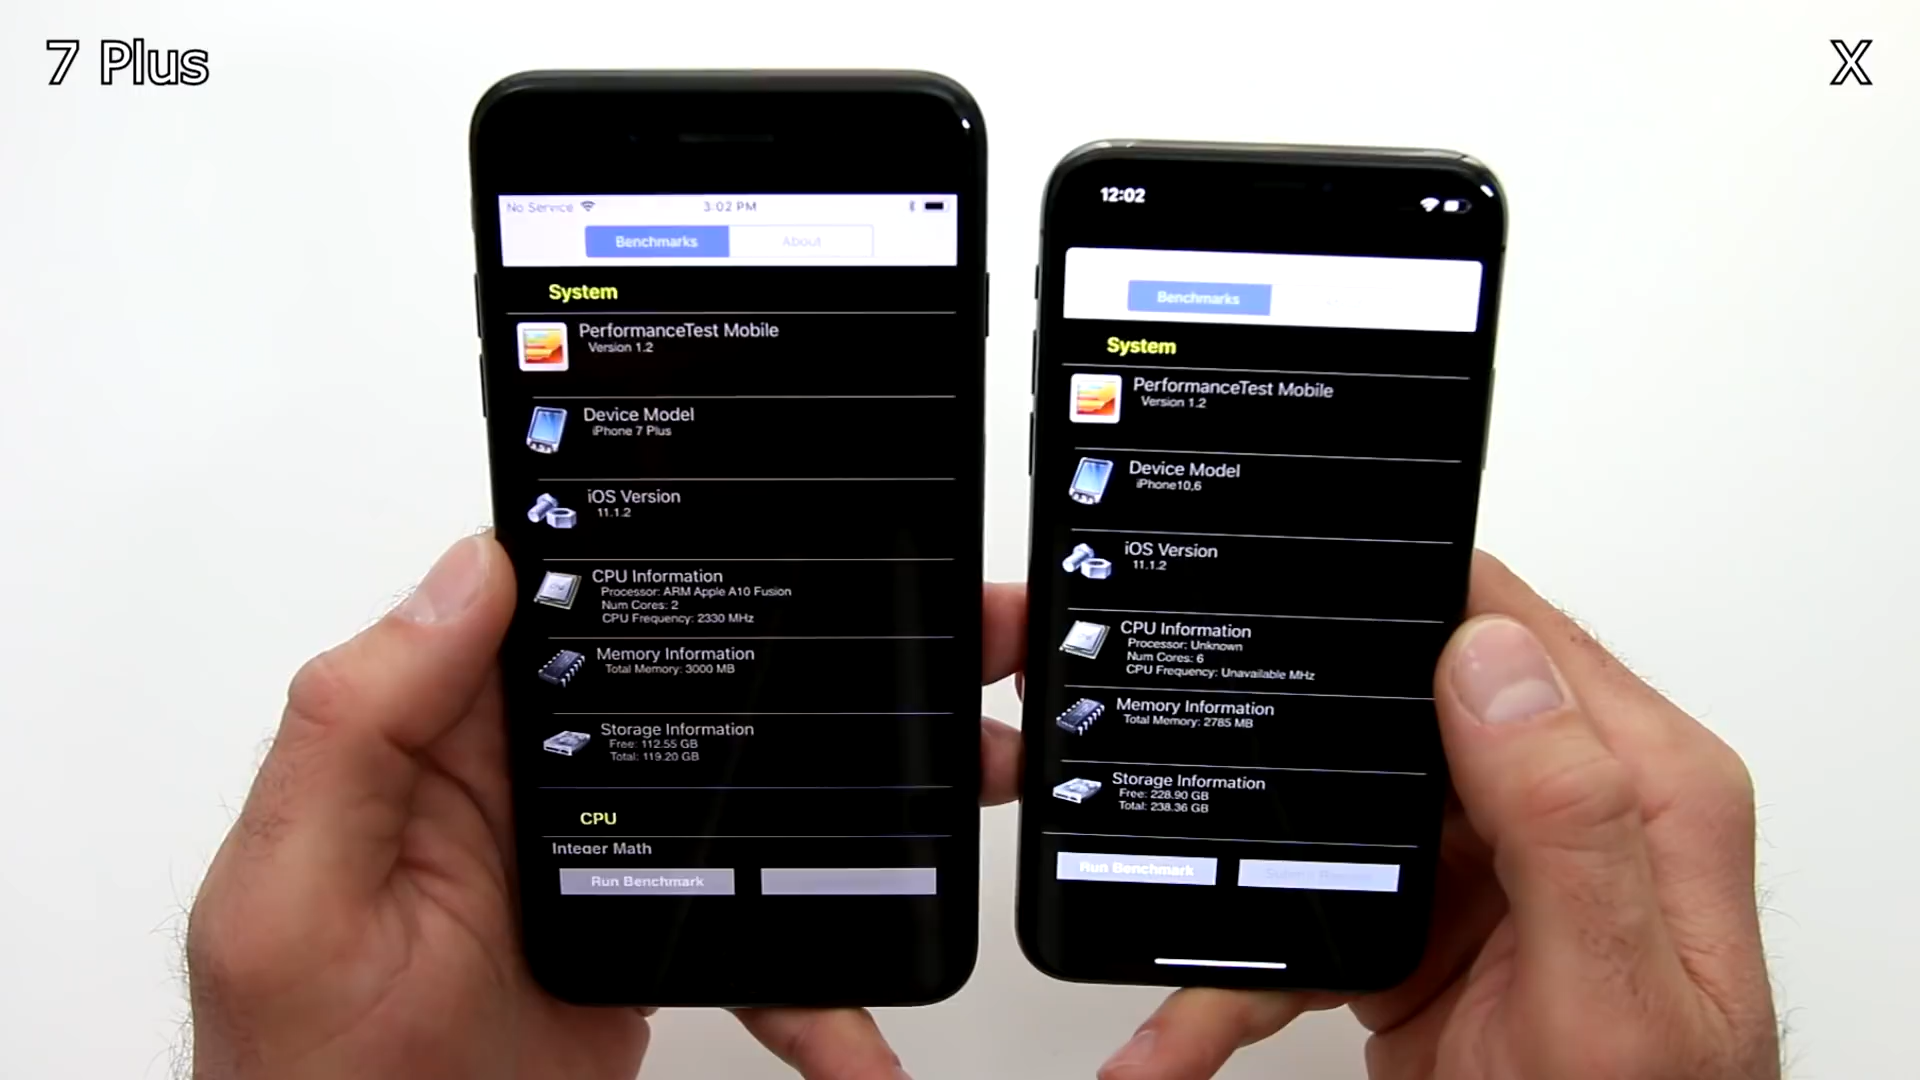 7 Plus
X
No Service
3:02 PM
Benchmarks
About
System
PerformanceTest Mobile
Version 1.2
Device Model
iPhone 7 Plus
iOS Version
11.1.2
CPU Information
Processor: ARM Apple A10 Fusion
Num Cores: 2
CPU Frequency: 2330 MHz
Memory Information
Total Memory: 3000 MB
Storage Information
Free: 112.55 GB
Total: 119.20 GB
CPU
Integer Math
Run Benchmark
12:02
Benchmarks
System
PerformanceTest Mobile
Version 1.2
Device Model
iPhone10,6
iOS Version
11.1.2
CPU Information
Processor: Unknown
Num Cores: 6
CPU Frequency: Unavailable MHz
Memory Information
Total Memory: 2785 MB
Storage Information
Free: 228.90 GB
Total: 238.36 GB
Run Benchmark